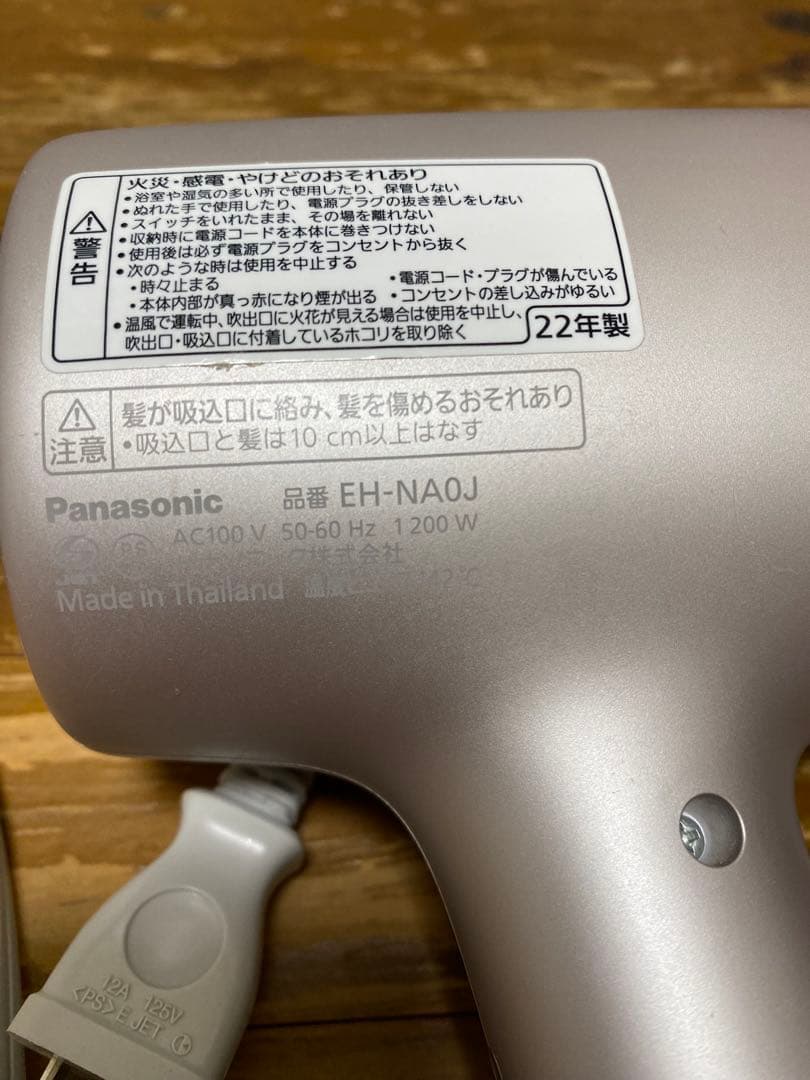 警告
火災・感電・やけどのおそれあり
・浴室や湿気の多い所で使用したり、保管しない
・ぬれた手で使用したり、電源プラグの抜き差しをしない
・スイッチをいれたまま、その場を離れない
・収納時に電源コードを本体に巻きつけない
・使用後は必ず電源プラグをコンセントから抜く
・次のような時は使用を中止する
・時々止まる
・電源コード・プラグが傷んでいる
・本体内部が真っ赤になり煙が出る
・コンセントの差し込みがゆるい
・温風で運転中、吹出口に火花が見える場合は使用を中止し、
吹出口・吸込口に付着しているホコリを取り除く
22年製
注意
髪が吸込口に絡み、髪を傷めるおそれあり
・吸込口と髪は10 cm以上はなす
Panasonic 品番 EH-NA0J
PS AC100 V 50-60 Hz 1200 W
JET 株式会社
Made in Thailand
12A 125V
<PS>E JET